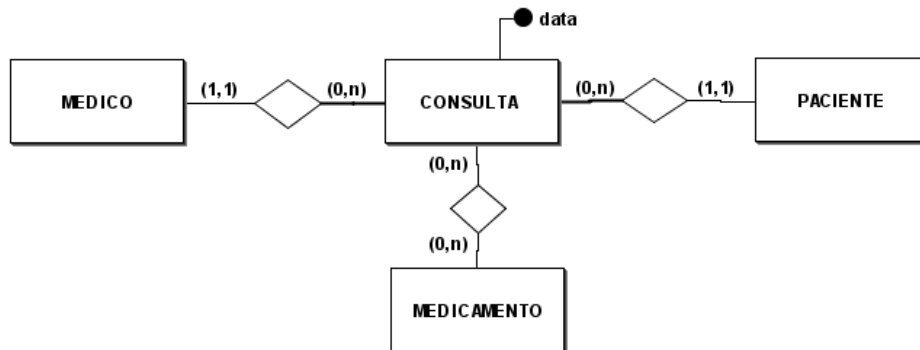 data
MEDICO (1,1) (0,n) CONSULTA (0,n) (1,1) PACIENTE
(0,n)
(0,n)
MEDICAMENTO